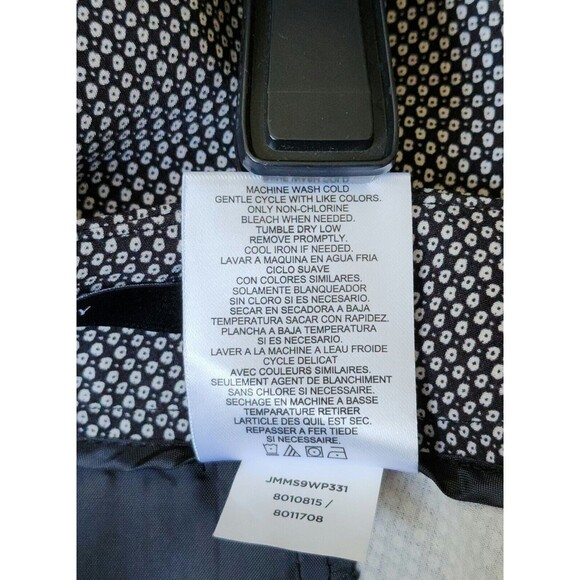 MACHINE WASH COLD
GENTLE CYCLE WITH LIKE COLORS.
ONLY NON-CHLORINE
BLEACH WHEN NEEDED.
TUMBLE DRY LOW
REMOVE PROMPTLY.
COOL IRON IF NEEDED.
LAVAR A MAQUINA EN AGUA FRIA
CICLO SUAVE
CON COLORES SIMILARES.
SOLAMENTE BLANQUEADOR
SIN CLORO SI ES NECESARIO.
SECAR EN SECADORA A BAJA
TEMPERATURA SACAR CON RAPIDEZ.
PLANCHA A BAJA TEMPERATURA
SI ES NECESARIO.
LAVER A LA MACHINE A LEAU FROIDE
CYCLE DELICAT
AVEC COULEURS SIMILAIRES.
SEULEMENT AGENT DE BLANCHIMENT
SANS CHLORE SI NECESSAIRE.
SECHAGE EN MACHINE A BASSE
TEMPARATURE RETIRER
LARTICLE DES QUIL EST SEC.
REPASSER A FER TIEDE
SI NECESSAIRE.
JMMS9WP331
8010815 /
8011708